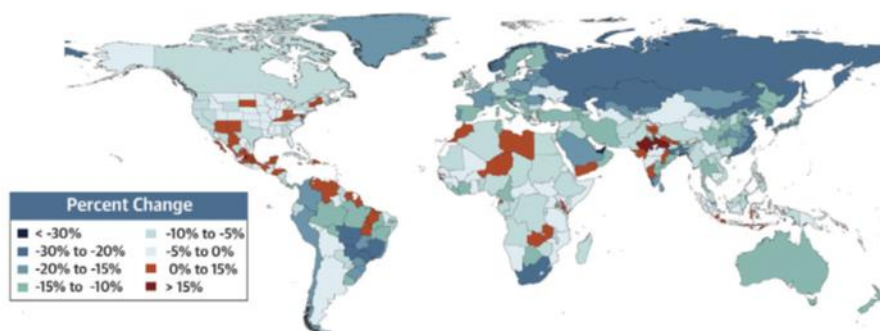 Percent Change
< -30%
-30% to -20%
-20% to -15%
-15% to -10%
-10% to -5%
-5% to 0%
0% to 15%
> 15%